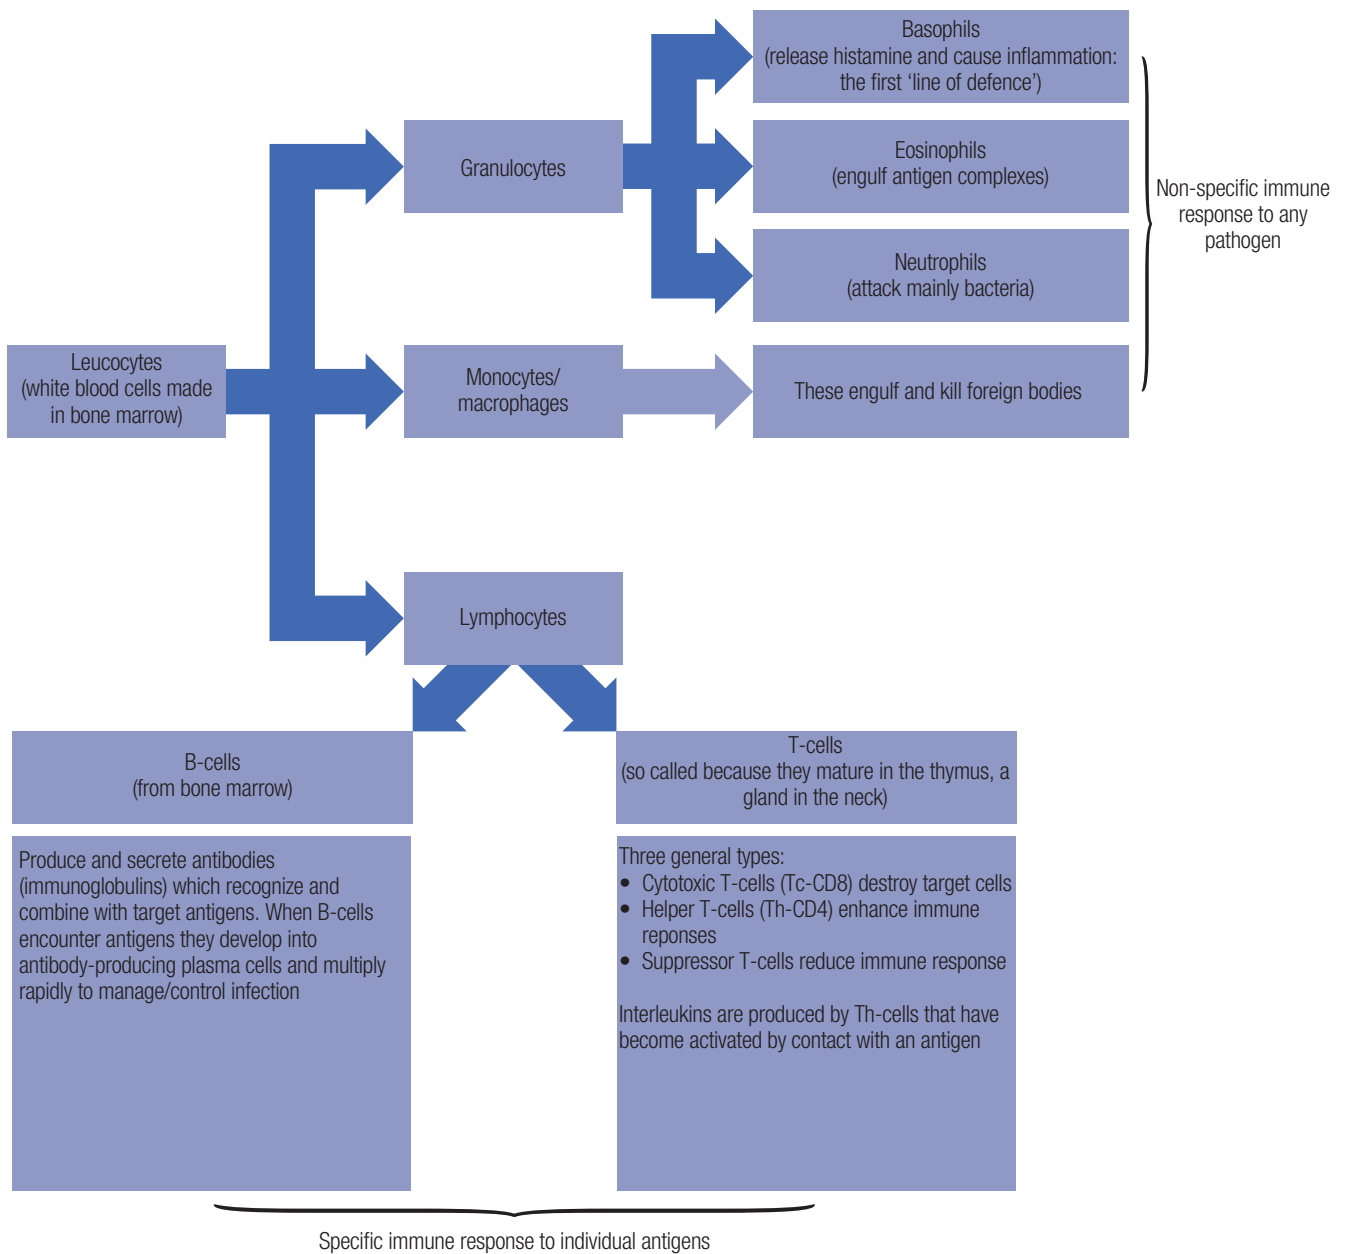 Basophils
(release histamine and cause inflammation:
the first ‘line of defence’)
Granulocytes
Eosinophils
(engulf antigen complexes)
Non-specific immune
response to any
pathogen
Neutrophils
(attack mainly bacteria)
Leucocytes
(white blood cells made
in bone marrow)
Monocytes/
macrophages
These engulf and kill foreign bodies
Lymphocytes
B-cells
(from bone marrow)
T-cells
(so called because they mature in the thymus, a
gland in the neck)
Produce and secrete antibodies
(immunoglobulins) which recognize and
combine with target antigens. When B-cells
encounter antigens they develop into
antibody-producing plasma cells and multiply
rapidly to manage/control infection
Three general types:
• Cytotoxic T-cells (Tc-CD8) destroy target cells
• Helper T-cells (Th-CD4) enhance immune
reponses
• Suppressor T-cells reduce immune response
Interleukins are produced by Th-cells that have
become activated by contact with an antigen
Specific immune response to individual antigens